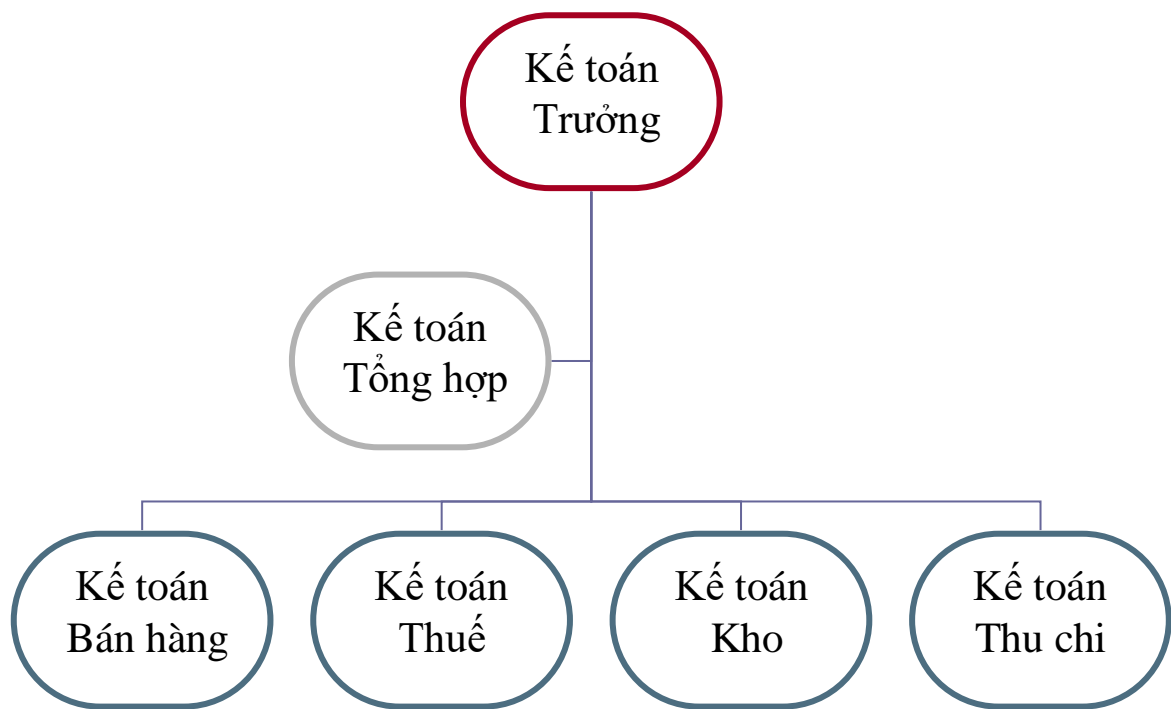 Kế toán
Trưởng
Kế toán
Tổng hợp
Kế toán
Bán hàng
Kế toán
Thuế
Kế toán
Kho
Kế toán
Thu chi